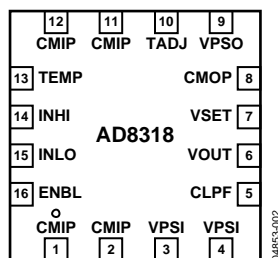 12 11 10 9
CMIP CMIP TADJ VPSO
13 TEMP CMOP 8
14 INHI VSET 7
AD8318
15 INLO VOUT 6
16 ENBL CLPF 5
CMIP CMIP VPSI VPSI
1 2 3 4
04853-002